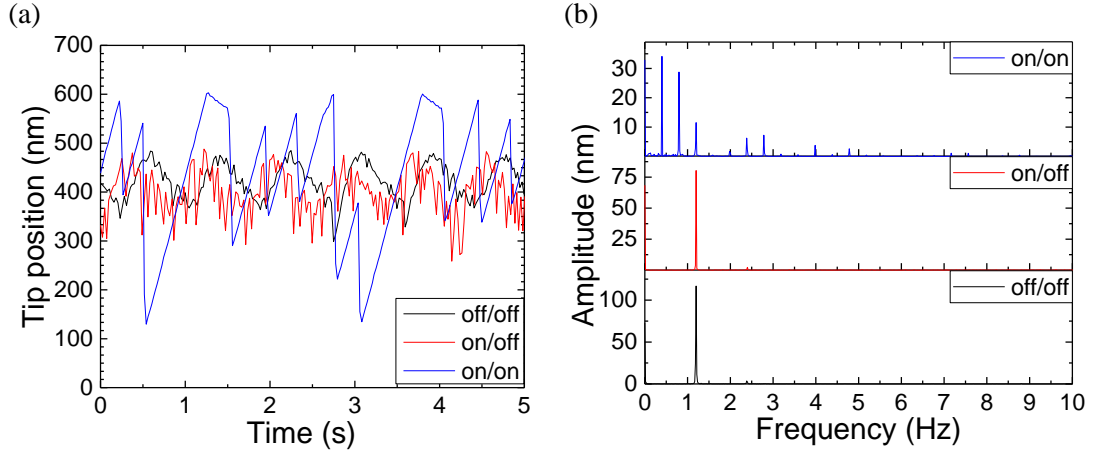 (a)
700
600
500
400
300
200
100
0
Tip position (nm)
off/off
on/off
on/on
0 1 2 3 4 5
Time (s)
(b)
on/on
30
20
10
on/off
75
50
25
off/off
100
50
0
Amplitude (nm)
0 1 2 3 4 5 6 7 8 9 10
Frequency (Hz)